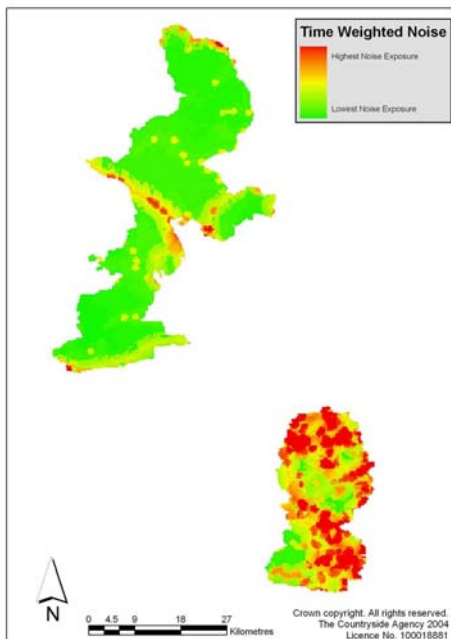 Time Weighted Noise
Highest Noise Exposure
Lowest Noise Exposure
N
0 4.5 9 18 27
Kilometres
Crown copyright. All rights reserved.
The Countryside Agency 2004
Licence No. 100018881